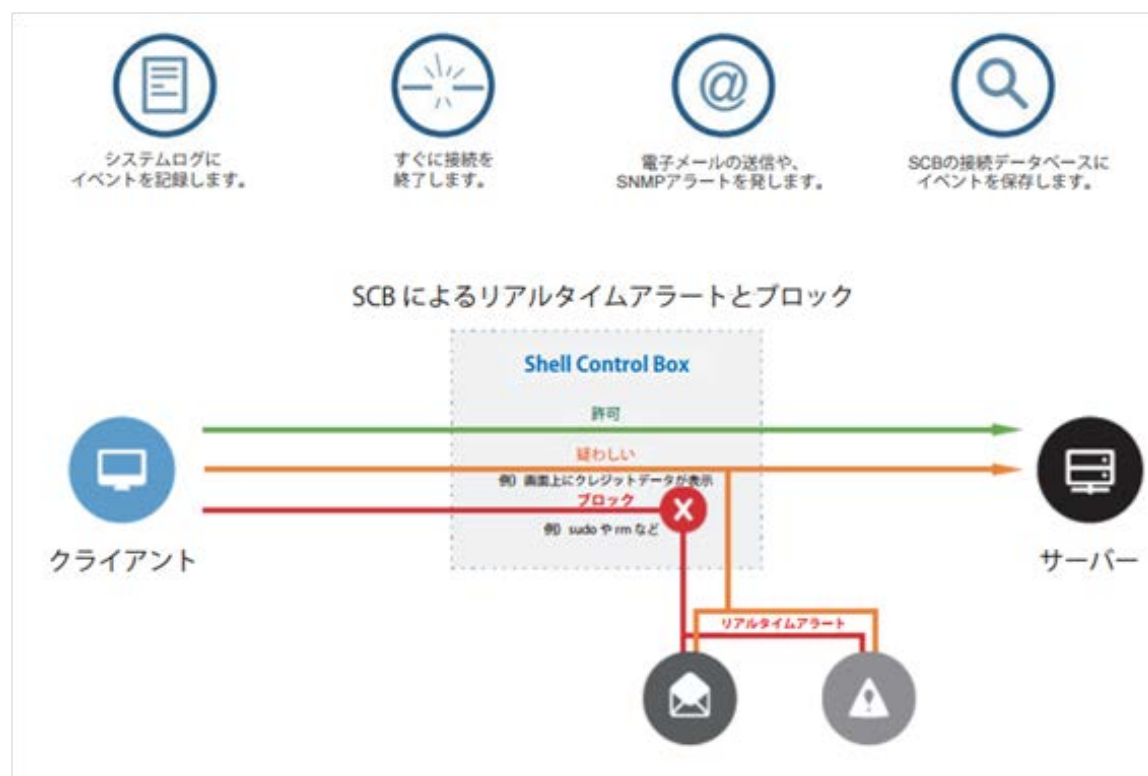 システムログに
イベントを記録します。
すぐに接続を
終了します。
電子メールの送信や、
SNMPアラートを発します。
SCBの接続データベースに
イベントを保存します。
SCB によるリアルタイムアラートとブロック
Shell Control Box
許可
疑わしい
例）画面上にクレジットデータが表示
ブロック
例）sudo や rm など
クライアント
サーバー
リアルタイムアラート